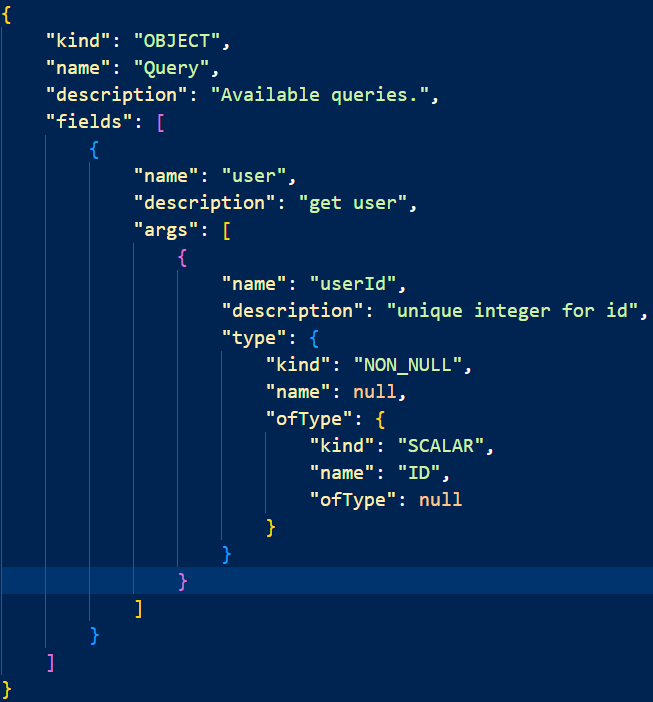 {
    "kind": "OBJECT",
    "name": "Query",
    "description": "Available queries.",
    "fields": [
        {
            "name": "user",
            "description": "get user",
            "args": [
                {
                    "name": "userId",
                    "description": "unique integer for id",
                    "type": {
                        "kind": "NON_NULL",
                        "name": null,
                        "ofType": {
                            "kind": "SCALAR",
                            "name": "ID",
                            "ofType": null
                        }
                    }
                }
            ]
        }
    ]
}